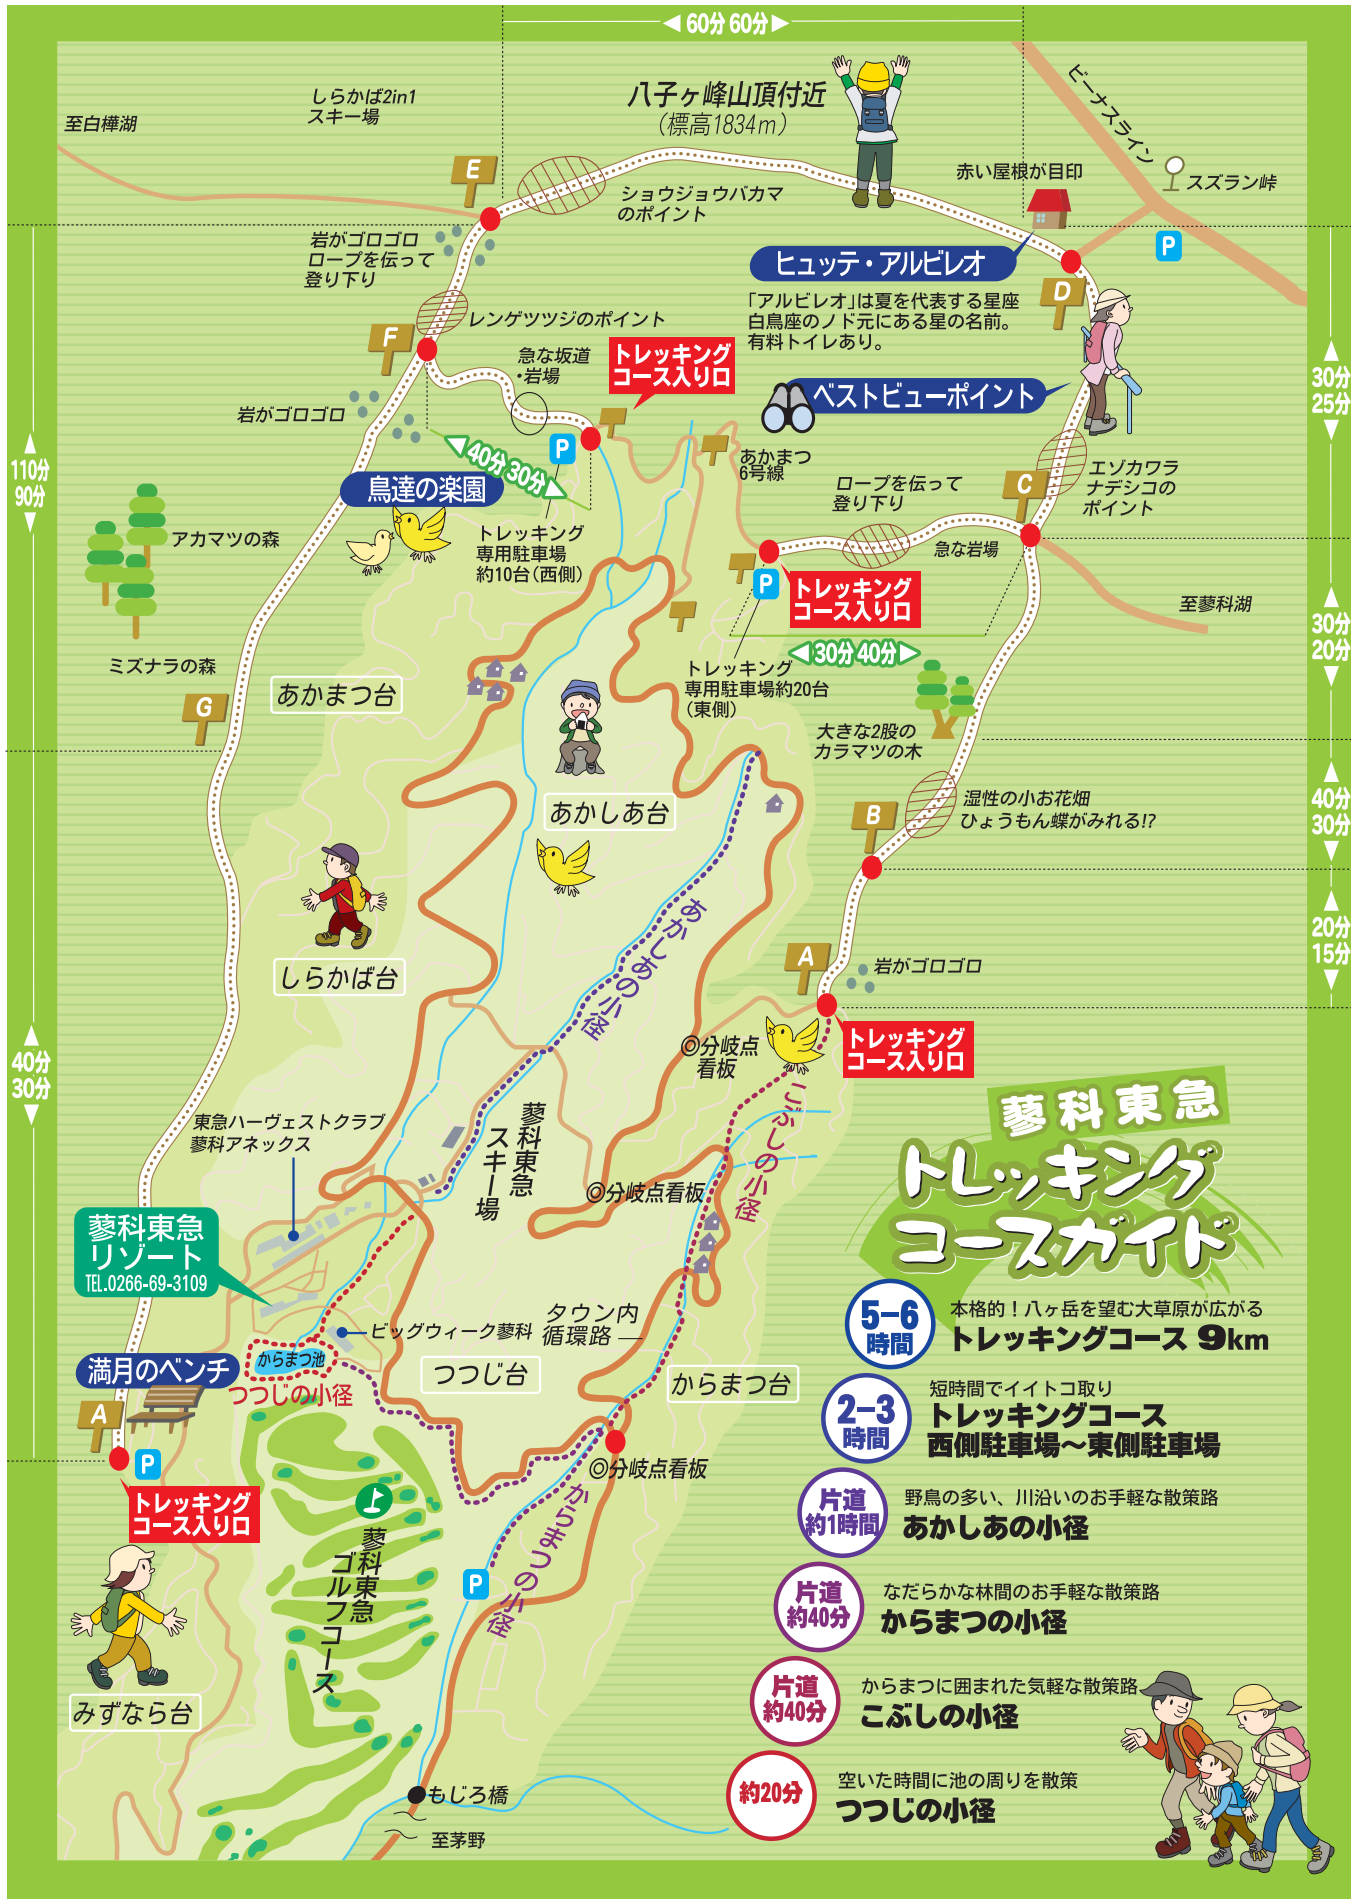 60分 60分
ビーナスライン
しらかば2in1
スキー場
至白樺湖
八子ヶ峰山頂付近
(標高1834m)
E
赤い屋根が目印
スズラン峠
ショウジョウバカマ
のポイント
岩がゴロゴロ
ロープを伝って
登り下り
P
ヒュッテ・アルビレオ
D
「アルビレオ」は夏を代表する星座
白鳥座のノド元にある星の名前。
有料トイレあり。
レンゲツツジのポイント
F
急な坂道
・岩場
トレッキング
コース入り口
30分
25分
ベストビューポイント
岩がゴロゴロ
P
40分 30分
あかまつ
6号線
110分
90分
鳥達の楽園
ロープを伝って
登り下り
C
エゾカワラ
ナデシコの
ポイント
アカマツの森
トレッキング
専用駐車場
約10台(西側)
急な岩場
P
トレッキング
コース入り口
至蓼科湖
30分
20分
30分 40分
ミズナラの森
あかまつ台
トレッキング
専用駐車場約20台
(東側)
G
大きな2股の
カラマツの木
あかしあ台
湿性の小お花畑
ひょうもん蝶がみれる!?
40分
30分
B
あかしあの小径
20分
15分
しらかば台
A
岩がゴロゴロ
◎分岐点
看板
トレッキング
コース入り口
40分
30分
こぶしの小径
蓼科東急
トレッキング
コースガイド
東急ハーヴェストクラブ
蓼科アネックス
蓼科東急
スキー場
◎分岐点看板
蓼科東急
リゾート
TEL.0266-69-3109
タウン内
循環路
ビッグウィーク蓼科
からまつ池
つつじ台
からまつ台
満月のベンチ
つつじの小径
A
P
◎分岐点看板
トレッキング
コース入り口
蓼科東急
ゴルフコース
からまつの小径
P
みずなら台
もじろ橋
至茅野
5−6
時間
本格的！八ヶ岳を望む大草原が広がる
トレッキングコース 9km
2−3
時間
短時間でイイトコ取り
トレッキングコース
西側駐車場〜東側駐車場
片道
約1時間
野鳥の多い、川沿いのお手軽な散策路
あかしあの小径
片道
約40分
なだらかな林間のお手軽な散策路
からまつの小径
片道
約40分
からまつに囲まれた気軽な散策路
こぶしの小径
約20分
空いた時間に池の周りを散策
つつじの小径